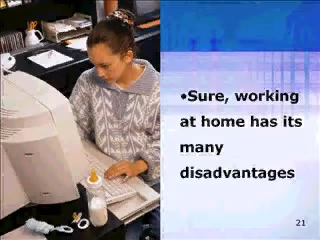 •Sure, working
at home has its
many
disadvantages
21